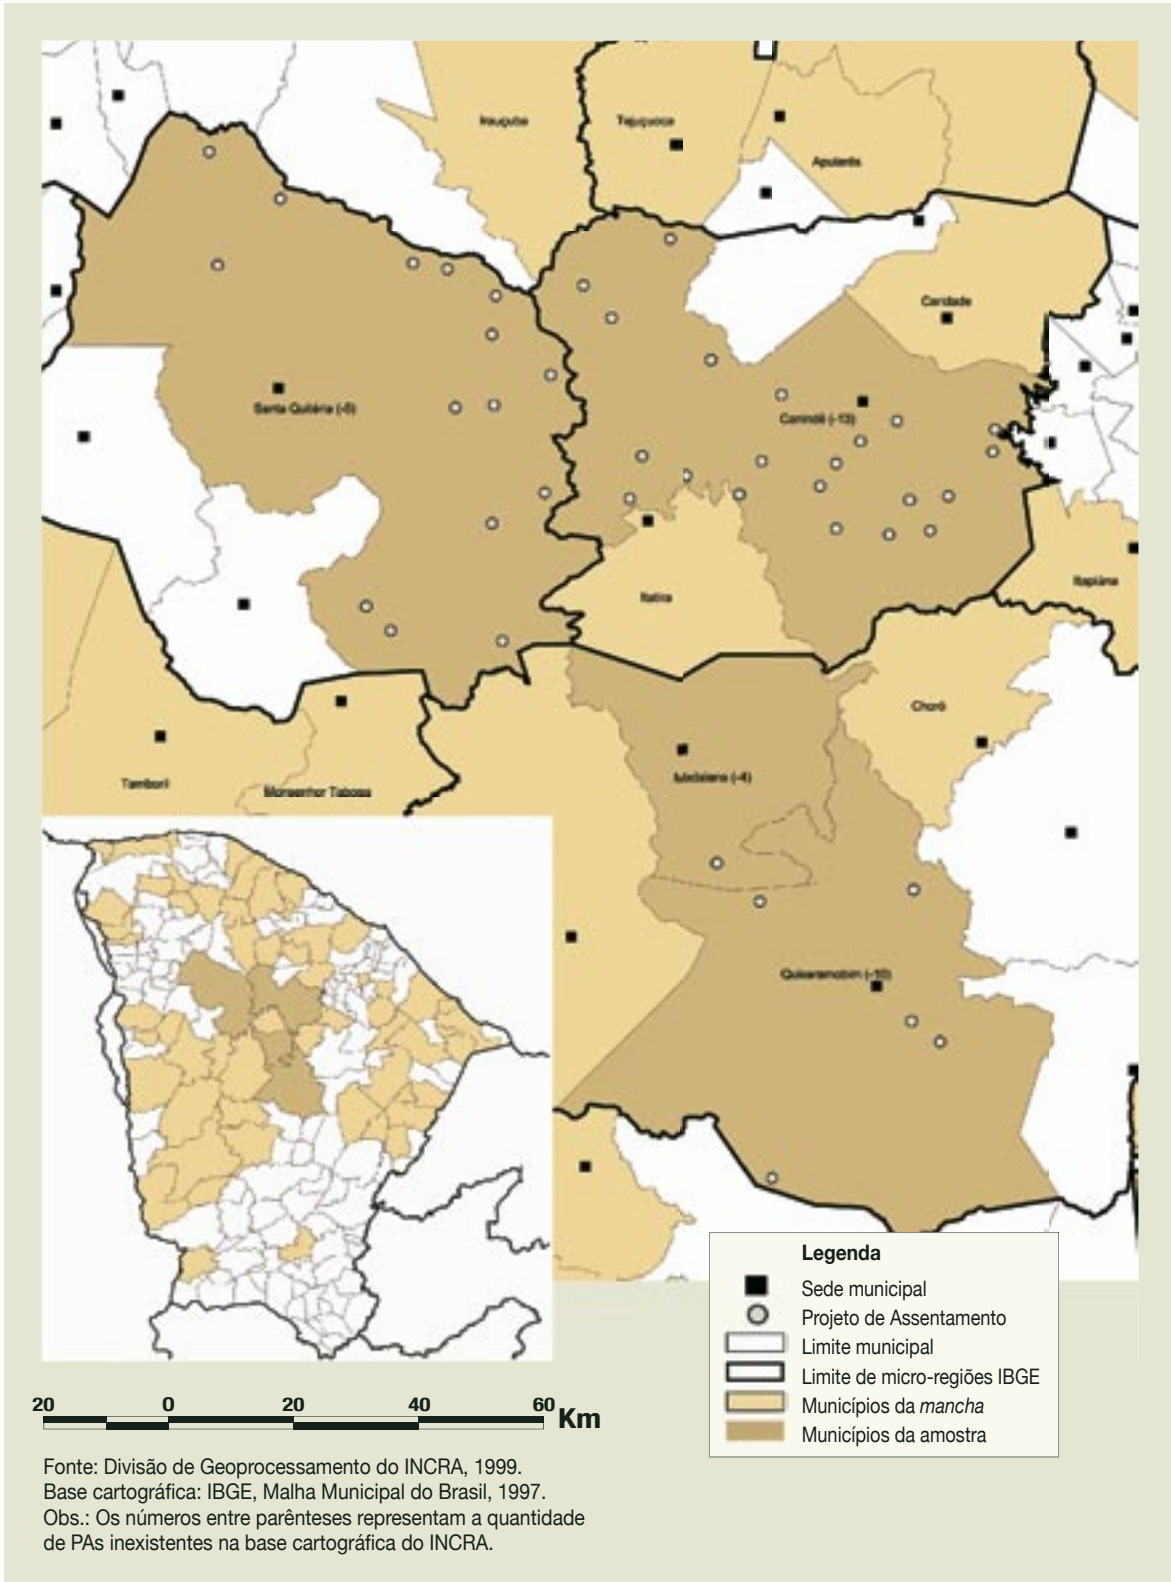 Irauçuba
Tejuçuoca
Apuiarés
Caridade
Santa Quitéria (-5)
Canindé (-13)
Itatira
Itapiúna
Choró
Madalena (-4)
Tamboril
Monsenhor Tabosa
Quixeramobim (-10)
Legenda
Sede municipal
Projeto de Assentamento
Limite municipal
Limite de micro-regiões IBGE
Municípios da mancha
Municípios da amostra
20 0 20 40 60 Km
Fonte: Divisão de Geoprocessamento do INCRA, 1999.
Base cartográfica: IBGE, Malha Municipal do Brasil, 1997.
Obs.: Os números entre parênteses representam a quantidade
de PAs inexistentes na base cartográfica do INCRA.